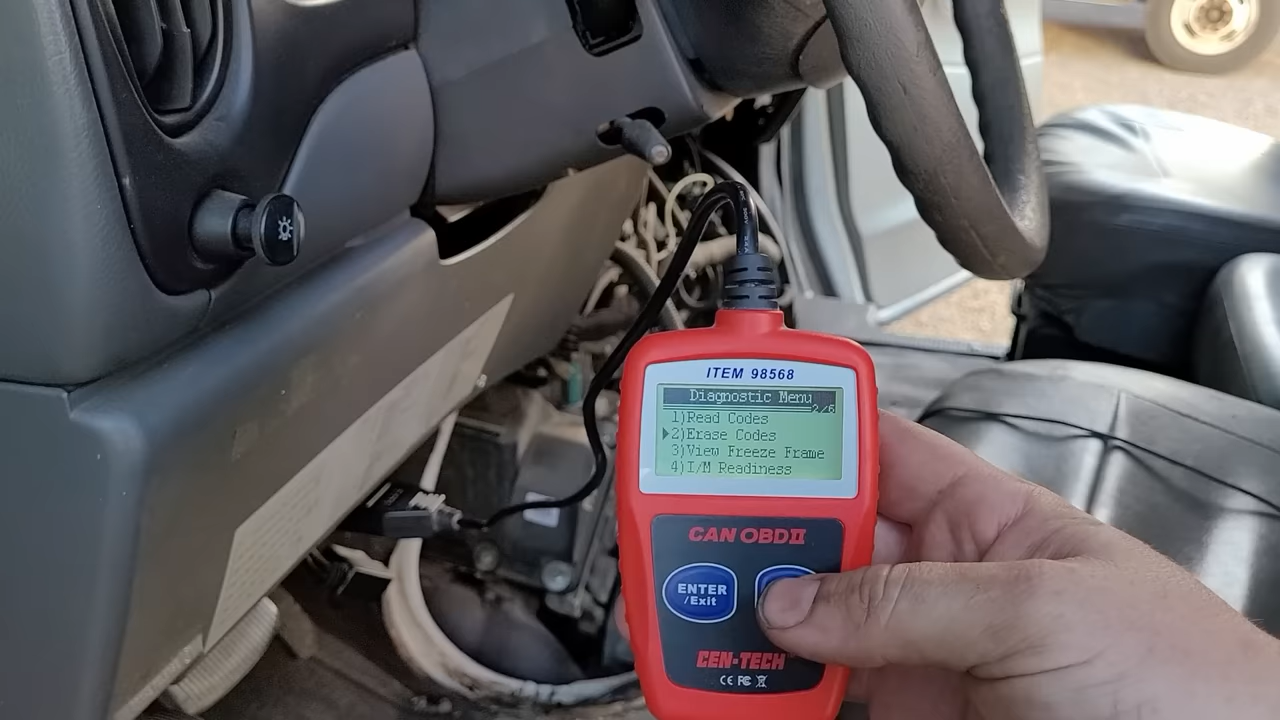 ITEM 98568
Diagnostic Menu
2/6
1)Read Codes
2)Erase Codes
3)View Freeze Frame
4)I/M Readiness
CAN OBDII
ENTER
/Exit
CEN-TECH
CE FC